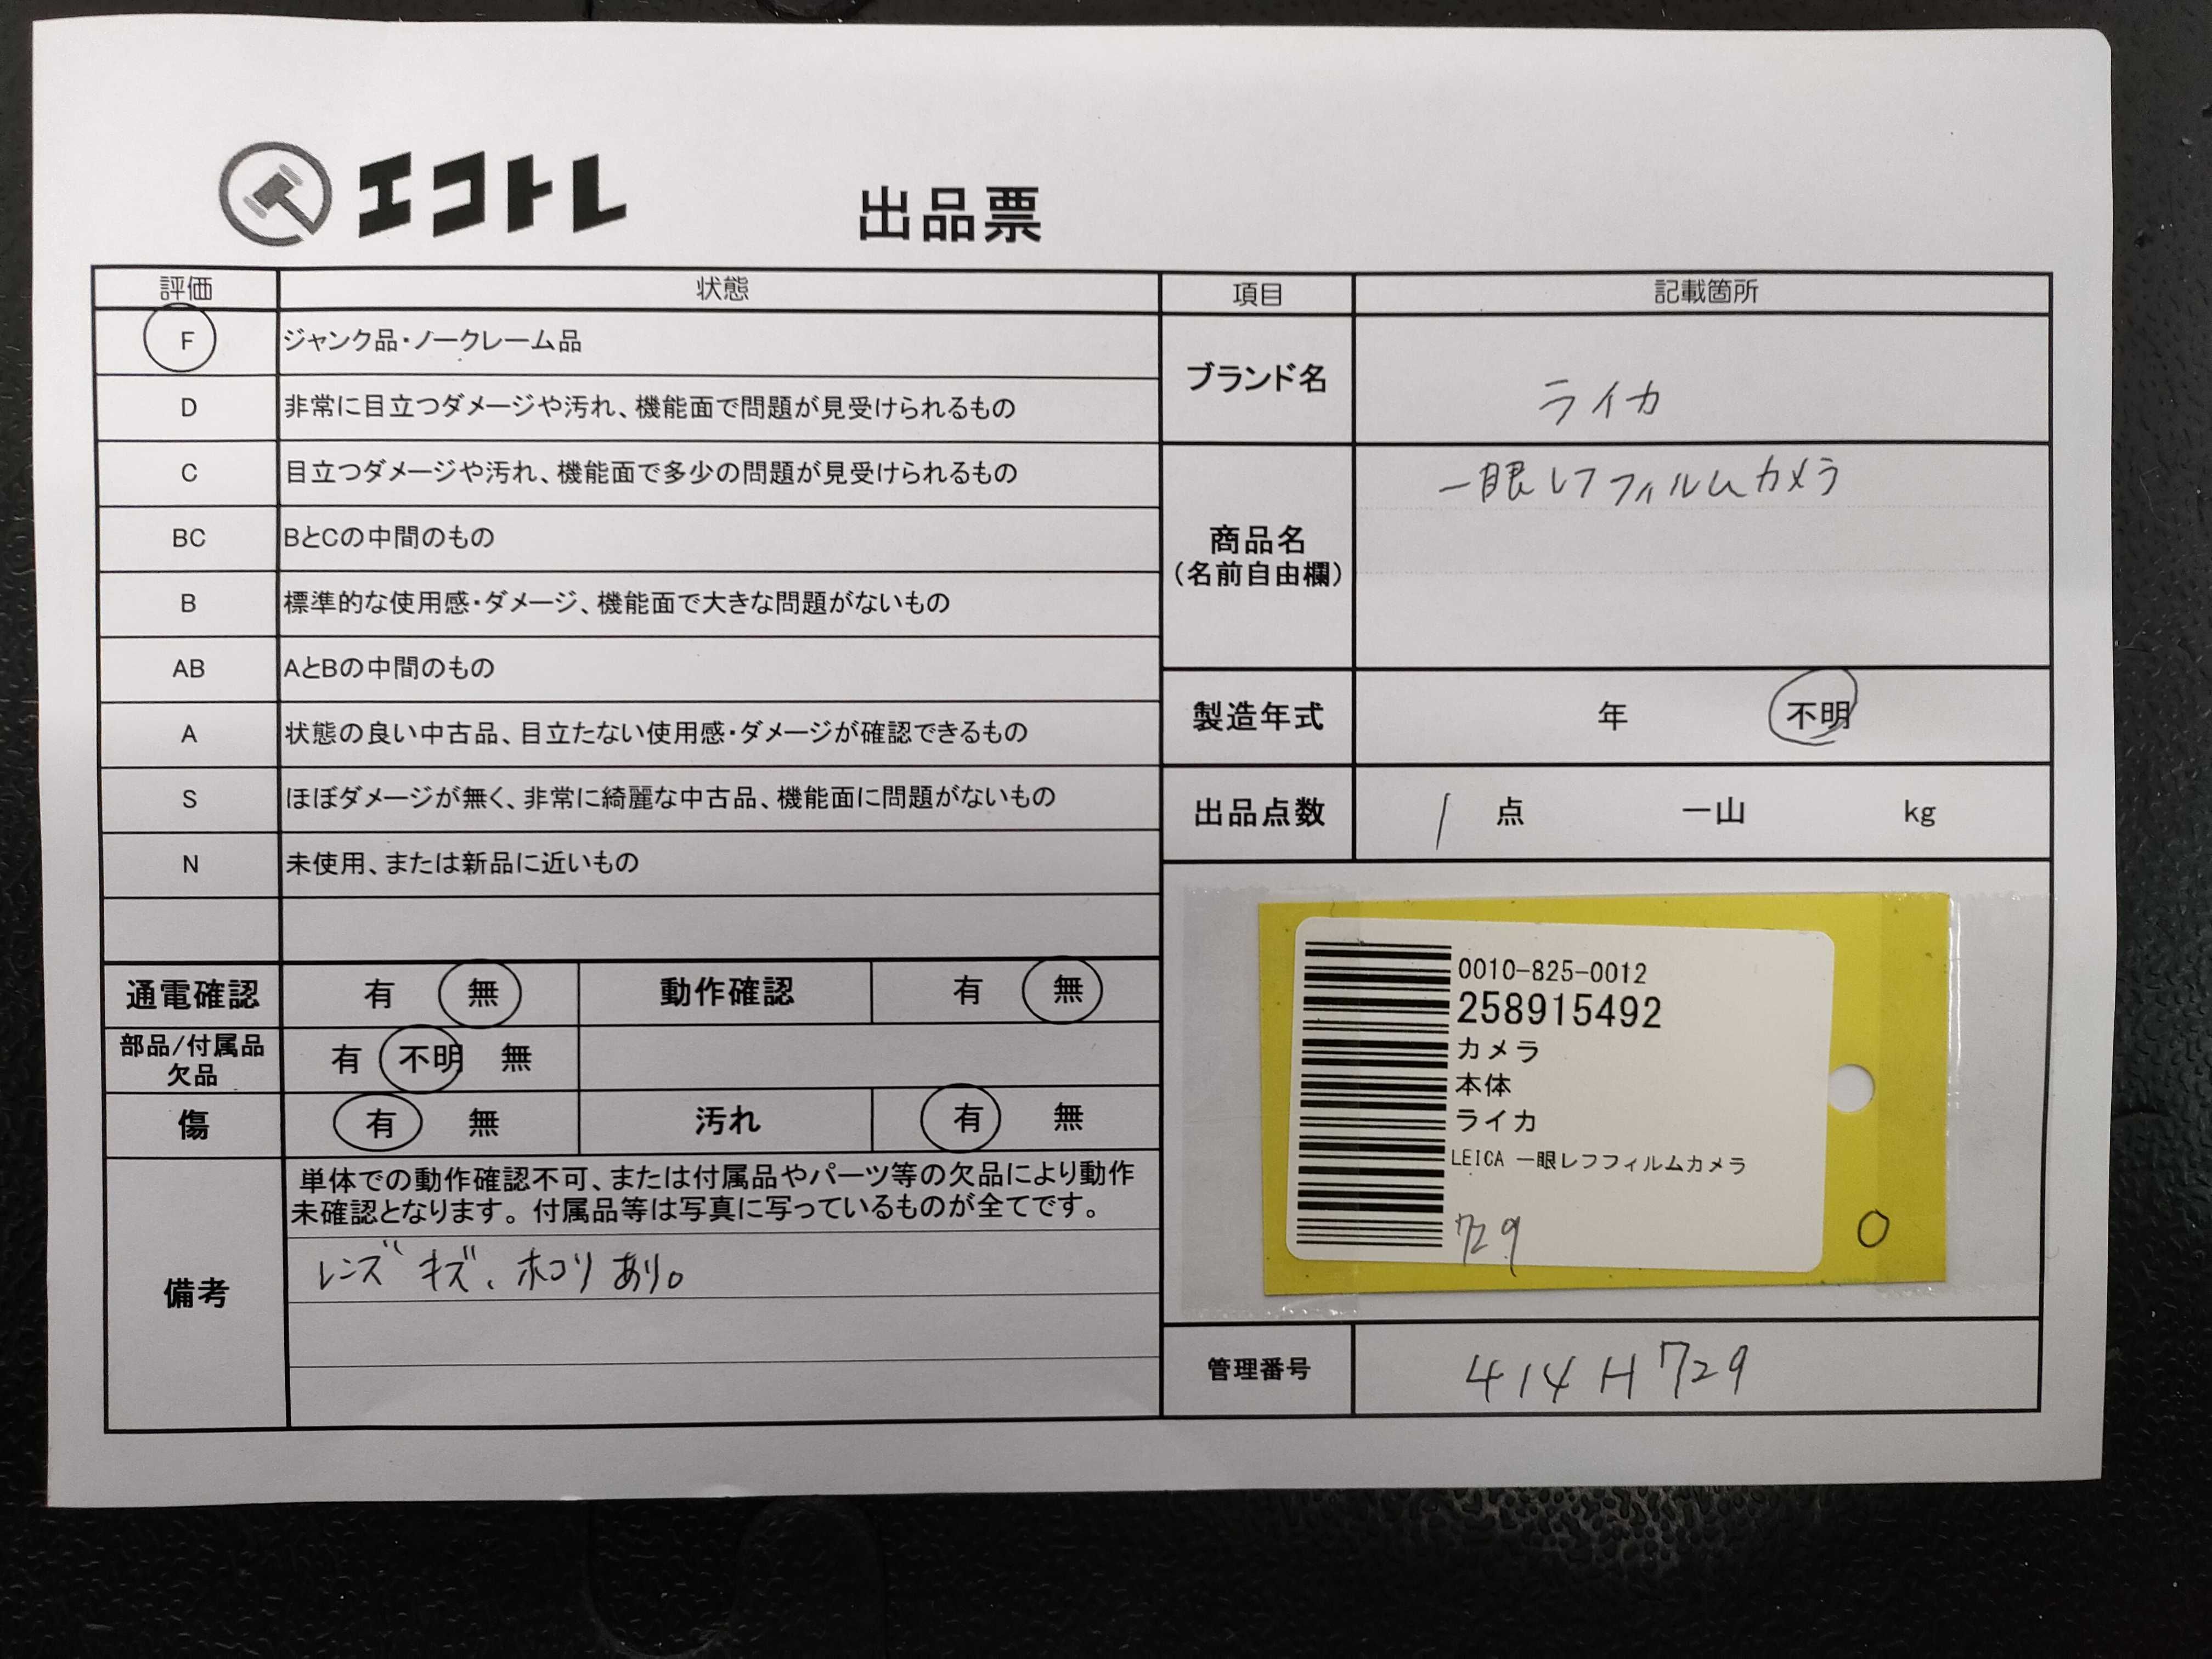 エコトレ
出品票
評価 状態
F ジャンク品・ノークレーム品
D 非常に目立つダメージや汚れ、機能面で問題が見受けられるもの
C 目立つダメージや汚れ、機能面で多少の問題が見受けられるもの
BC BとCの中間のもの
B 標準的な使用感・ダメージ、機能面で大きな問題がないもの
AB AとBの中間のもの
A 状態の良い中古品、目立たない使用感・ダメージが確認できるもの
S ほぼダメージが無く、非常に綺麗な中古品、機能面に問題がないもの
N 未使用、または新品に近いもの
通電確認 有 無 動作確認 有 無
部品/付属品
欠品
有 不明 無
傷 有 無 汚れ 有 無
備考
単体での動作確認不可、または付属品やパーツ等の欠品により動作
未確認となります。付属品等は写真に写っているものが全てです。
レンズ キズ、ホコリあり。
項目 記載箇所
ブランド名 ライカ
商品名
(名前自由欄)
一眼レフフィルムカメラ
製造年式 年 不明
出品点数 1 点 一山 kg
0010-825-0012
258915492
カメラ
本体
ライカ
LEICA 一眼レフフィルムカメラ
729
O
管理番号 414H729